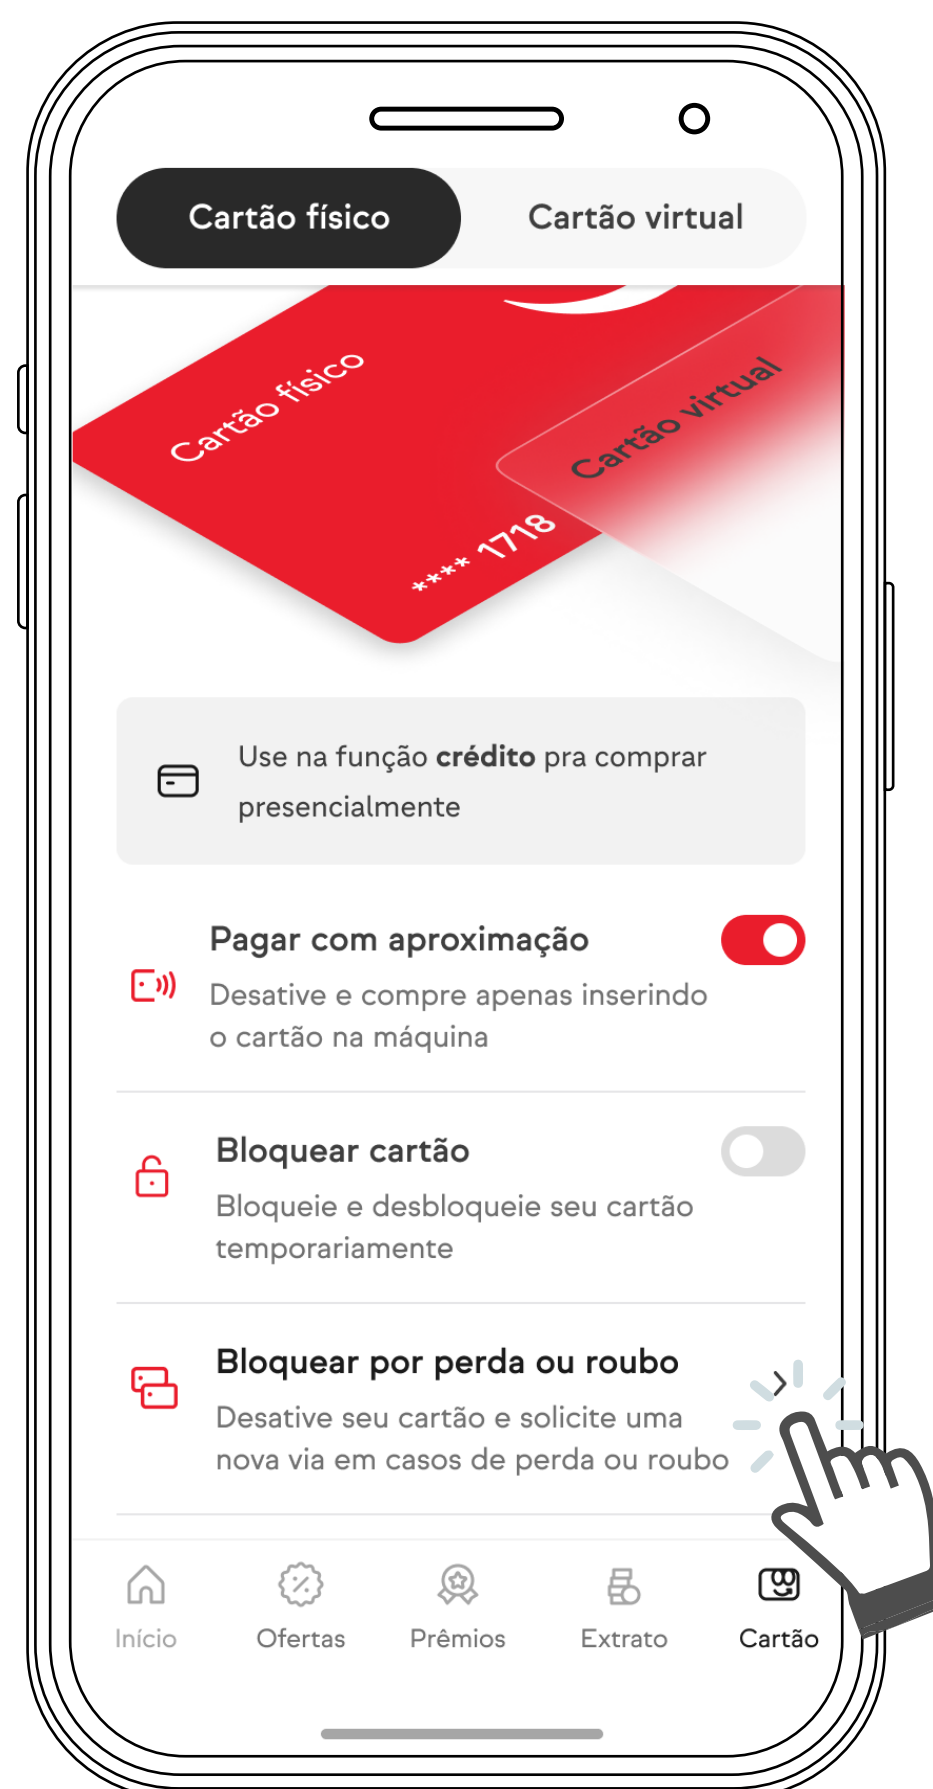 Cartão físico
Cartão virtual
Cartão físico
Cartão virtual
**** 1718
Use na função crédito pra comprar
presencialmente
Pagar com aproximação
Desative e compre apenas inserindo
o cartão na máquina
Bloquear cartão
Bloqueie e desbloqueie seu cartão
temporariamente
Bloquear por perda ou roubo
Desative seu cartão e solicite uma
nova via em casos de perda ou roubo
Início
Ofertas
Prêmios
Extrato
Cartão